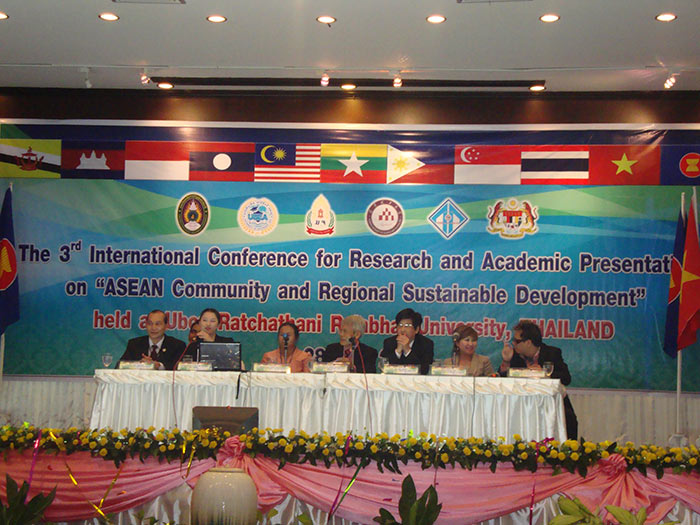 The 3rd International Conference for Research and Academic Presentati
on "ASEAN Community and Regional Sustainable Development"
held at Ubon Ratchathani Rajabhat University, THAILAND